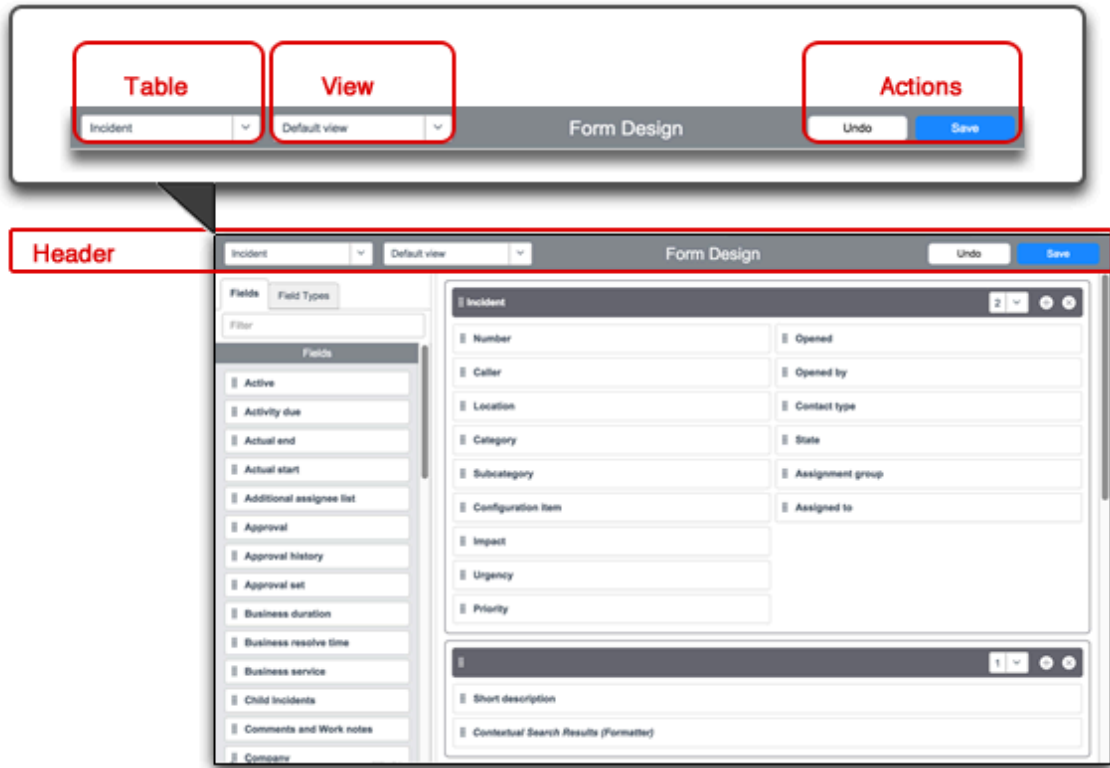 Table
View
Actions
Incident
Default view
Form Design
Undo
Save
Header
Incident
Default view
Form Design
Undo
Save
Fields
Field Types
Filter
Fields
Active
Activity due
Actual end
Actual start
Additional assignee list
Approval
Approval history
Approval set
Business duration
Business resolve time
Business service
Child Incidents
Comments and Work notes
Company
Incident
2
Number
Opened
Caller
Opened by
Location
Contact type
Category
State
Subcategory
Assignment group
Configuration item
Assigned to
Impact
Urgency
Priority
1
Short description
Contextual Search Results (Formatter)